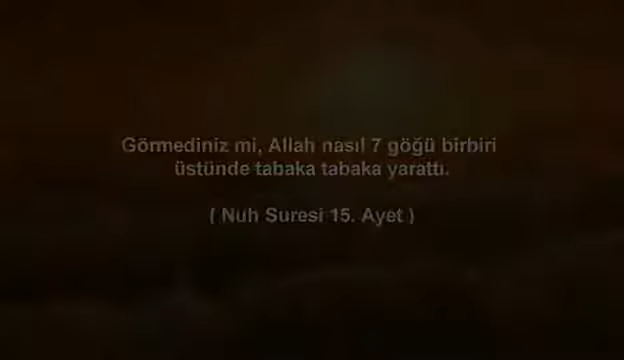 Görmediniz mi, Allah nasıl 7 göğü birbiri
üstünde tabaka tabaka yarattı.
( Nuh Suresi 15. Ayet )